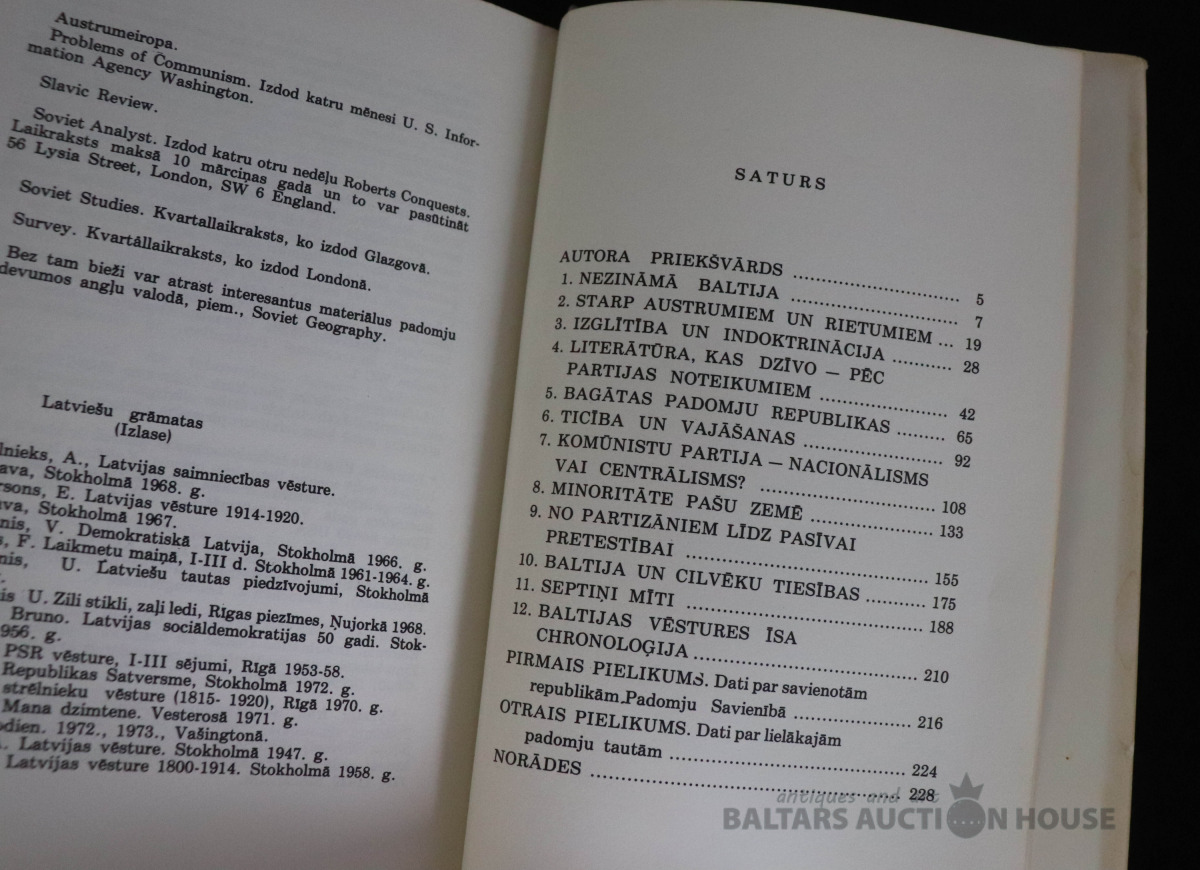 Austrumeiropa.
Problems of Communism. Izdod katru mēnesi U. S. Infor-
mation Agency Washington.
Slavic Review.
Soviet Analyst. Izdod katru otru nedēļu Roberts Conquests.
Laikraksts maksā 10 mārciņas gadā un to var pasūtināt
56 Lysia Street, London, SW 6 England.
Soviet Studies. Kvartallaikraksts, ko izdod Glazgovā.
Survey. Kvartāllaikraksts, ko izdod Londonā.
Bez tam bieži var atrast interesantus materiālus padomju
devumos angļu valodā, piem., Soviet Geography.
Latviešu grāmatas
(Izlase)
A., Latvijas saimniecības vēsture.
Stokholmā 1968. g.
E. Latvijas vēsture 1914-1920.
Stokholmā 1967.
V. Demokratiskā Latvija, Stokholmā 1966. g.
F. Laikmetu maiņā, I-III d. Stokholmā 1961-1964. g.
U. Latviešu tautas piedzīvojumi, Stokholmā
U. Zili stikli, zaļi ledi, Rīgas piezīmes, Ņujorkā 1968.
Bruno. Latvijas sociāldemokratijas 50 gadi. Stok-
956. g.
PSR vēsture, I-III sējumi, Rīgā 1953-58.
Republikas Satversme, Stokholmā 1972. g.
strēlnieku vēsture (1815- 1920), Rīgā 1970. g.
Mana dzimtene. Vesterosā 1971. g.
1972., 1973., Vašingtonā.
Latvijas vēsture. Stokholmā 1947. g.
Latvijas vēsture 1800-1914. Stokholmā 1958. g.
SATURS
AUTORA PRIEKŠVĀRDS ........................ 5
1. NEZINĀMĀ BALTIJA ........................ 7
2. STARP AUSTRUMIEM UN RIETUMIEM ... 19
3. IZGLĪTĪBA UN INDOKTRINĀCIJA ........... 28
4. LITERĀTŪRA, KAS DZĪVO — PĒC
PARTIJAS NOTEIKUMIEM .................. 42
5. BAGĀTAS PADOMJU REPUBLIKAS ......... 65
6. TICĪBA UN VAJĀŠANAS ..................... 92
7. KOMŪNISTU PARTIJA — NACIONĀLISMS
VAI CENTRĀLISMS? ........................ 108
8. MINORITĀTE PAŠU ZEMĒ .................. 133
9. NO PARTIZĀNIEM LĪDZ PASĪVAI
PRETESTĪBAI .............................. 155
10. BALTIJA UN CILVĒKU TIESĪBAS ............ 175
11. SEPTIŅI MĪTI .............................. 188
12. BALTIJAS VĒSTURES ĪSA
CHRONOLOĢIJA .............................. 210
PIRMAIS PIELIKUMS. Dati par savienotām
republikām Padomju Savienībā .................. 216
OTRAIS PIELIKUMS. Dati par lielākajām
padomju tautām .............................. 224
NORĀDES .............................. 228
antiques and art
BALTARS AUCTION HOUSE